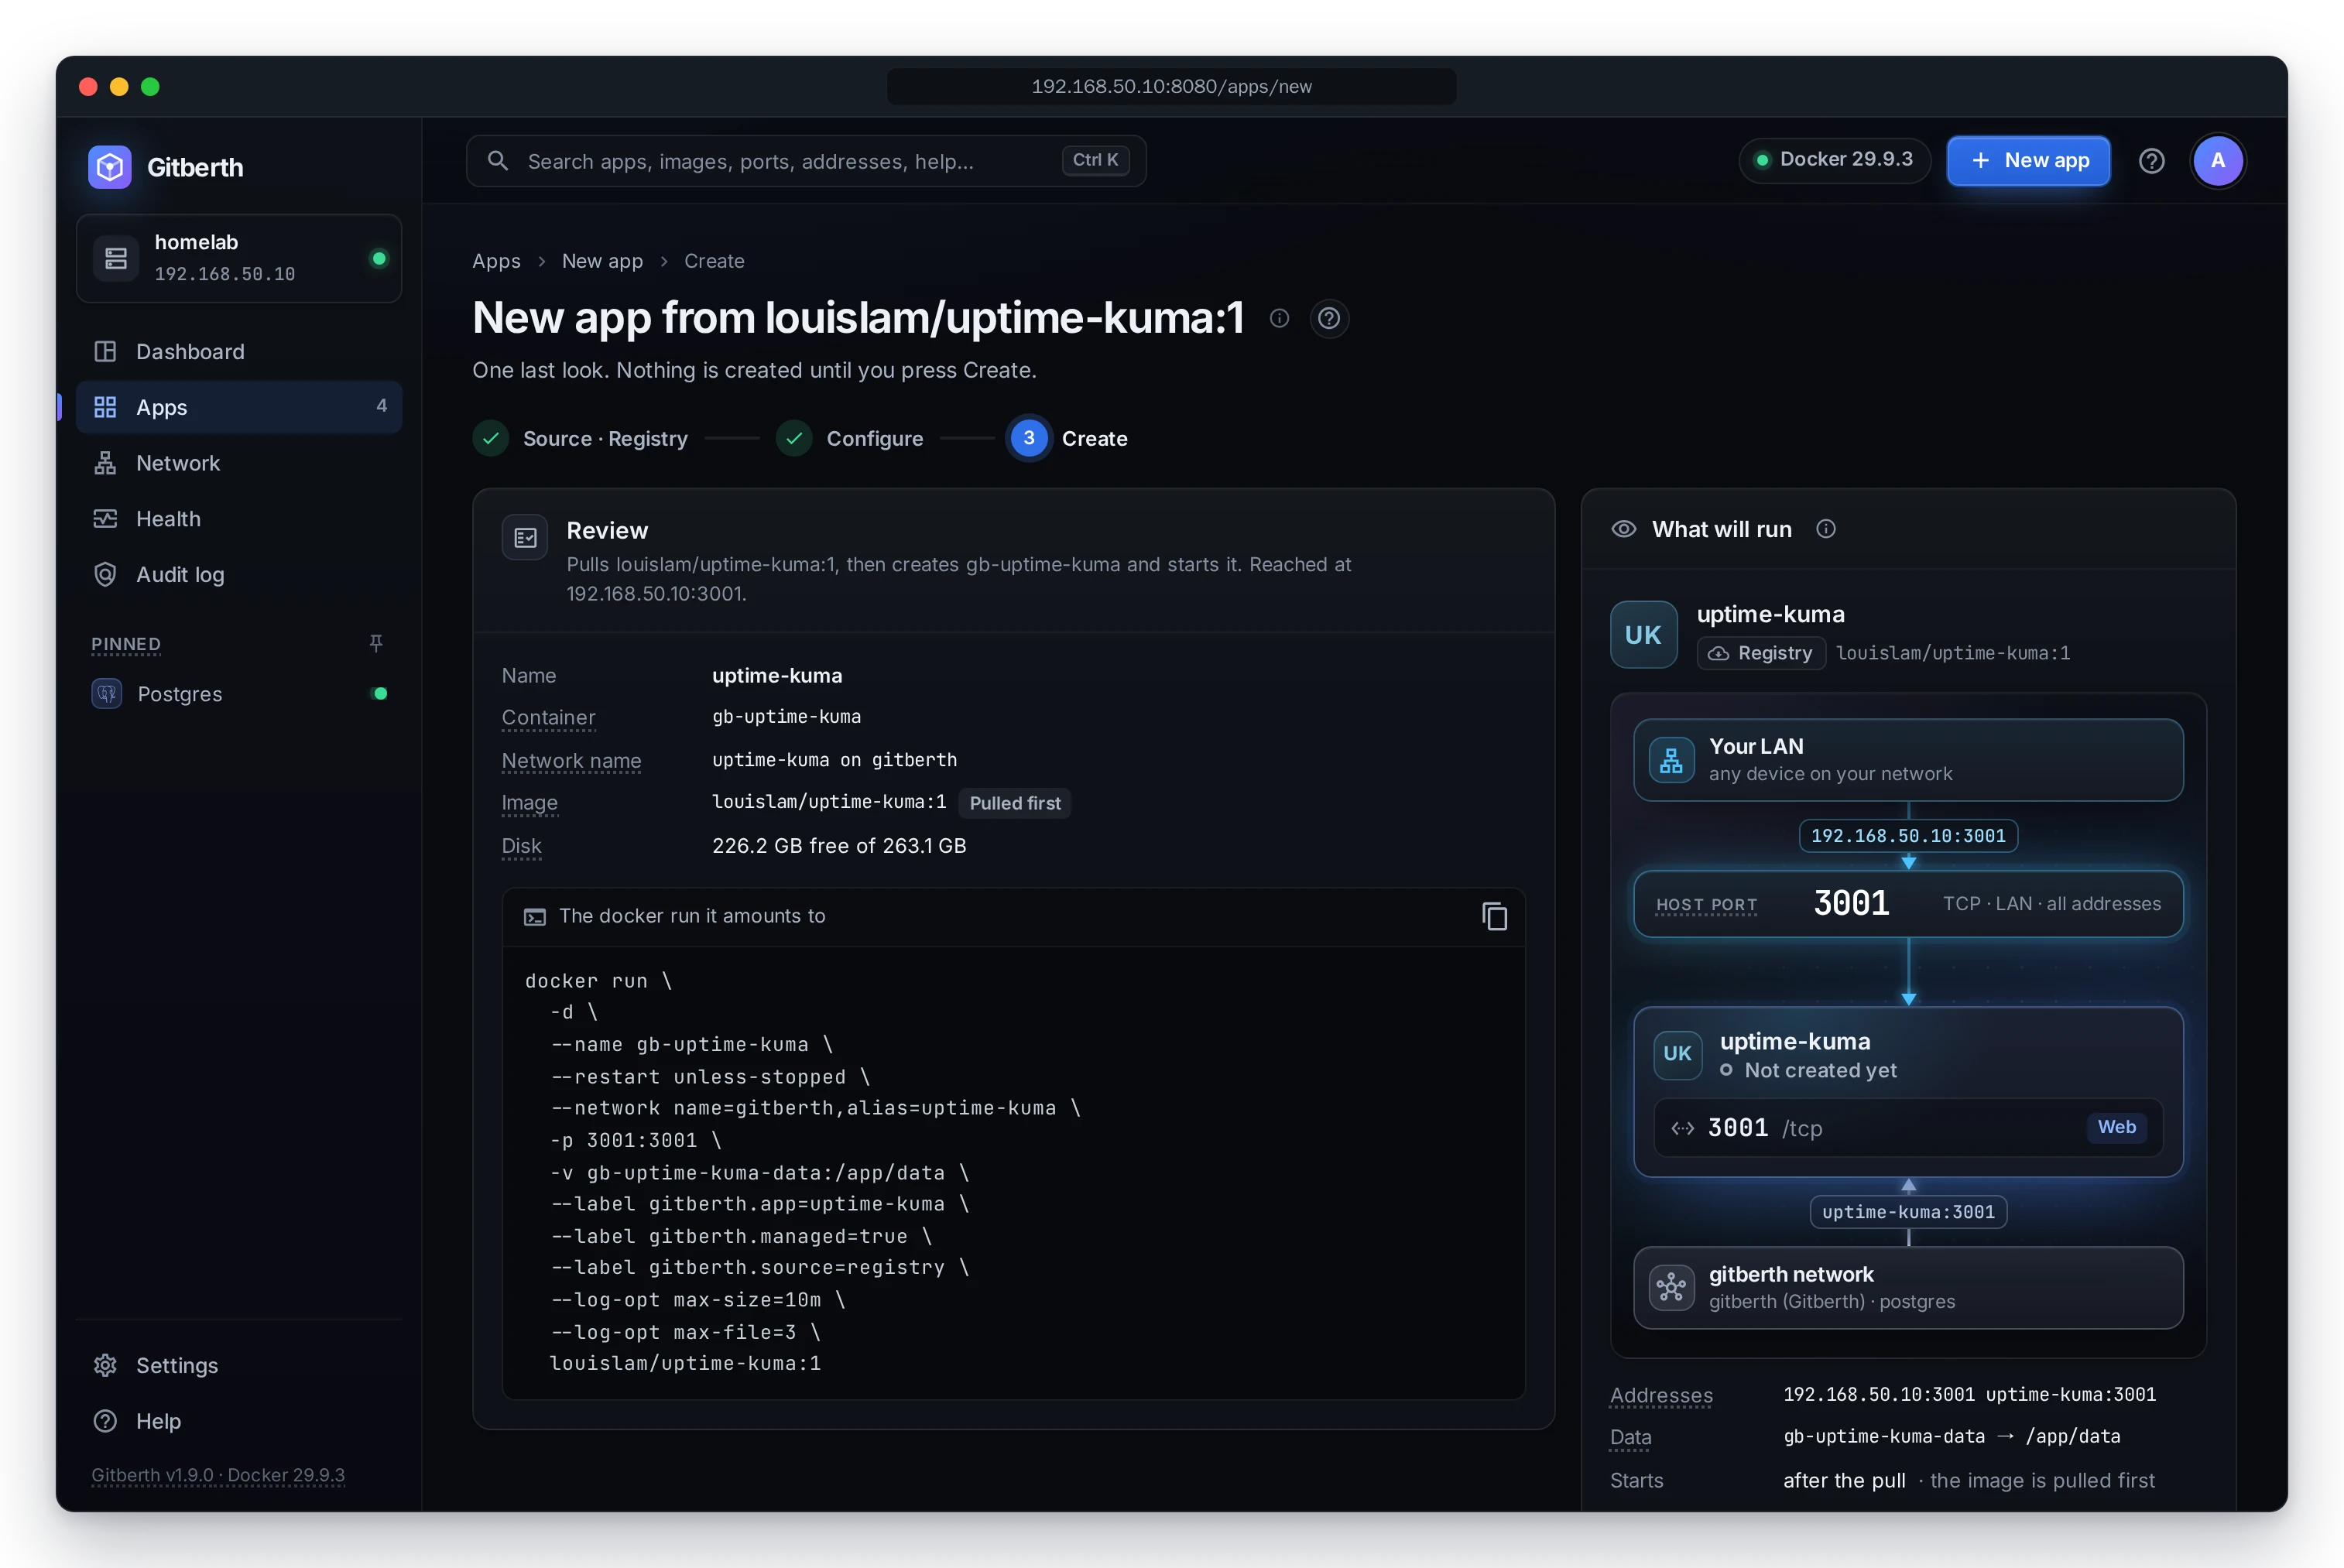 192.168.50.10:8080/apps/new
Gitberth
homelab
192.168.50.10
Dashboard
Apps 4
Network
Health
Audit log
PINNED
Postgres
Settings
Help
Gitberth v1.9.0 · Docker 29.9.3
Search apps, images, ports, addresses, help... Ctrl K
Docker 29.9.3
+ New app
A
Apps > New app > Create
New app from louislam/uptime-kuma:1
One last look. Nothing is created until you press Create.
Source · Registry
Configure
3 Create
Review
Pulls louislam/uptime-kuma:1, then creates gb-uptime-kuma and starts it. Reached at
192.168.50.10:3001.
Name uptime-kuma
Container gb-uptime-kuma
Network name uptime-kuma on gitberth
Image louislam/uptime-kuma:1 Pulled first
Disk 226.2 GB free of 263.1 GB
The docker run it amounts to
docker run \
-d \
--name gb-uptime-kuma \
--restart unless-stopped \
--network name=gitberth,alias=uptime-kuma \
-p 3001:3001 \
-v gb-uptime-kuma-data:/app/data \
--label gitberth.app=uptime-kuma \
--label gitberth.managed=true \
--label gitberth.source=registry \
--log-opt max-size=10m \
--log-opt max-file=3 \
louislam/uptime-kuma:1
What will run
UK
uptime-kuma
Registry louislam/uptime-kuma:1
Your LAN
any device on your network
192.168.50.10:3001
HOST PORT 3001 TCP · LAN · all addresses
UK
uptime-kuma
Not created yet
3001 /tcp Web
uptime-kuma:3001
gitberth network
gitberth (Gitberth) · postgres
Addresses 192.168.50.10:3001 uptime-kuma:3001
Data gb-uptime-kuma-data → /app/data
Starts after the pull · the image is pulled first